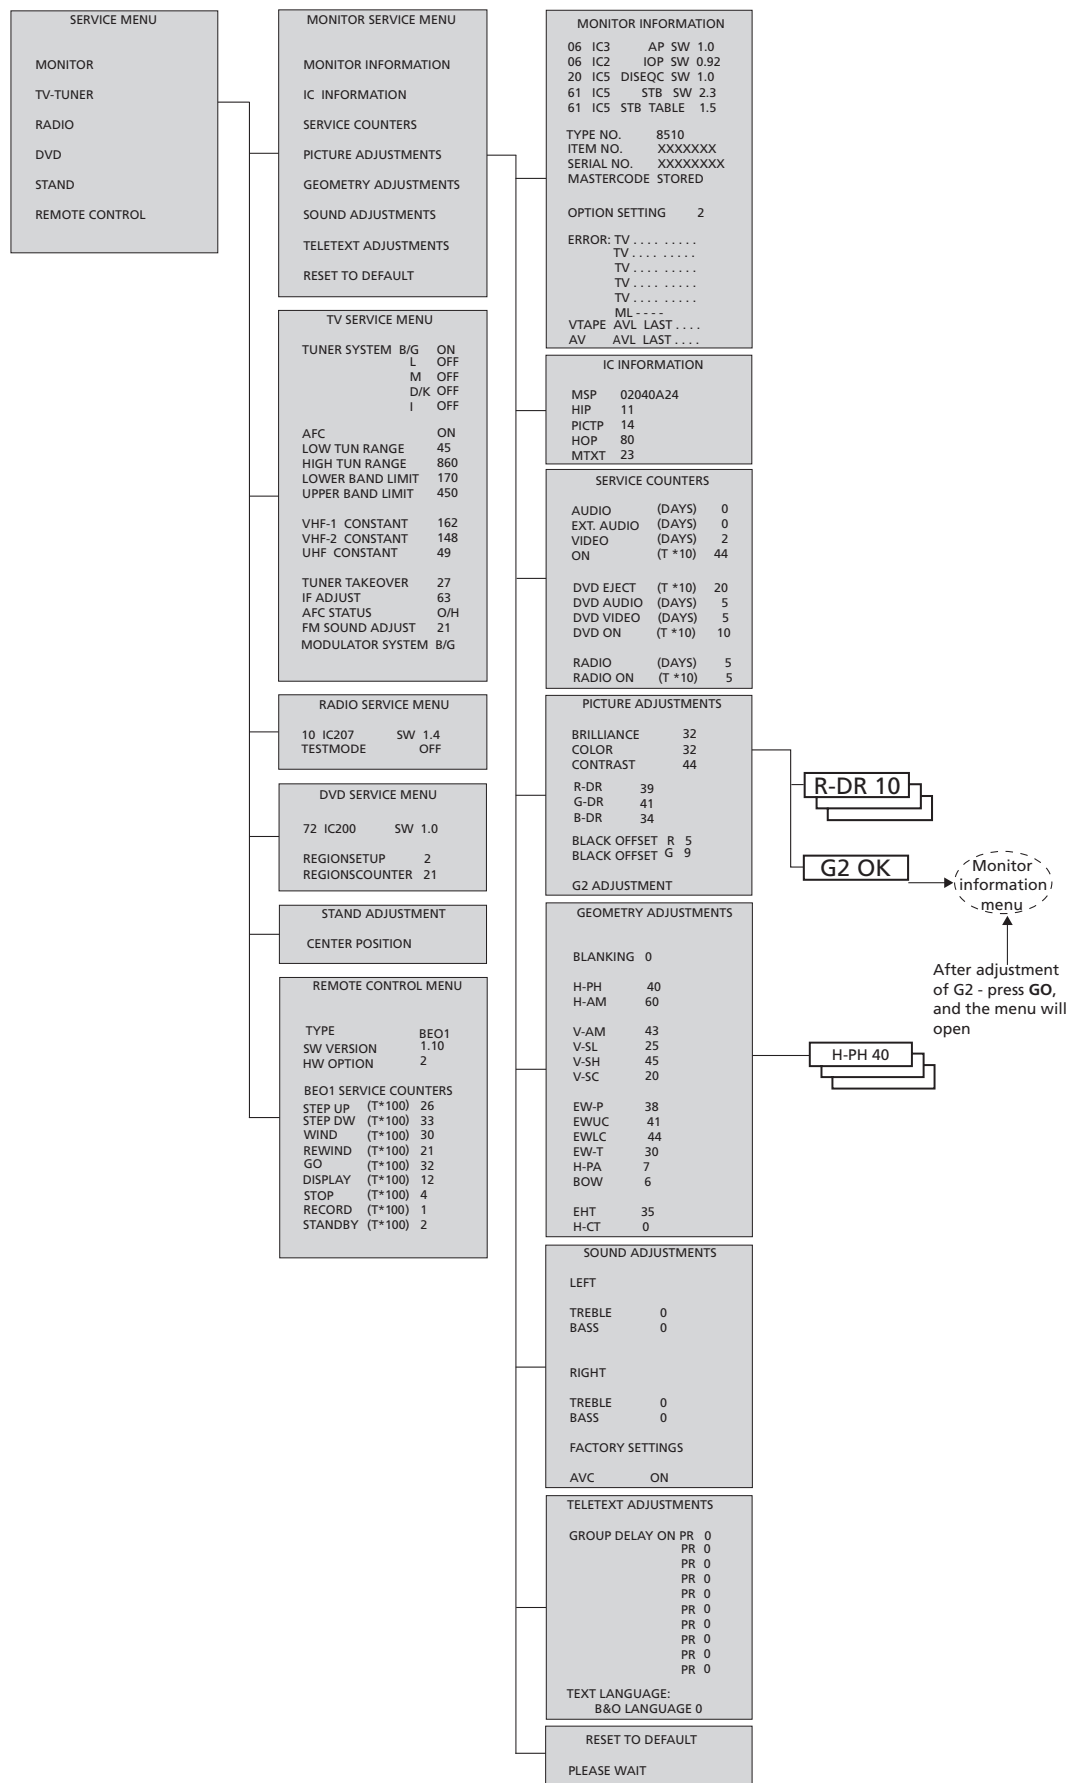 SERVICE MENU
MONITOR
TV-TUNER
RADIO
DVD
STAND
REMOTE CONTROL
MONITOR SERVICE MENU
MONITOR INFORMATION
IC INFORMATION
SERVICE COUNTERS
PICTURE ADJUSTMENTS
GEOMETRY ADJUSTMENTS
SOUND ADJUSTMENTS
TELETEXT ADJUSTMENTS
RESET TO DEFAULT
TV SERVICE MENU
TUNER SYSTEM B/G ON
L OFF
M OFF
D/K OFF
I OFF
AFC ON
LOW TUN RANGE 45
HIGH TUN RANGE 860
LOWER BAND LIMIT 170
UPPER BAND LIMIT 450
VHF-1 CONSTANT 162
VHF-2 CONSTANT 148
UHF CONSTANT 49
TUNER TAKEOVER 27
IF ADJUST 63
AFC STATUS O/H
FM SOUND ADJUST 21
MODULATOR SYSTEM B/G
RADIO SERVICE MENU
10 IC207 SW 1.4
TESTMODE OFF
DVD SERVICE MENU
72 IC200 SW 1.0
REGIONSETUP 2
REGIONSCOUNTER 21
STAND ADJUSTMENT
CENTER POSITION
REMOTE CONTROL MENU
TYPE BEO1
SW VERSION 1.10
HW OPTION 2
BEO1 SERVICE COUNTERS
STEP UP (T*100) 26
STEP DW (T*100) 33
WIND (T*100) 30
REWIND (T*100) 21
GO (T*100) 32
DISPLAY (T*100) 12
STOP (T*100) 4
RECORD (T*100) 1
STANDBY (T*100) 2
MONITOR INFORMATION
06 IC3 AP SW 1.0
06 IC2 IOP SW 0.92
20 IC5 DISEQC SW 1.0
61 IC5 STB SW 2.3
61 IC5 STB TABLE 1.5
TYPE NO. 8510
ITEM NO. XXXXXXX
SERIAL NO. XXXXXXXX
MASTERCODE STORED
OPTION SETTING 2
ERROR: TV . . . . . . . . .
TV . . . . . . . . .
TV . . . . . . . . .
TV . . . . . . . . .
TV . . . . . . . . .
ML - - - -
VTAPE AVL LAST . . . .
AV AVL LAST . . . .
IC INFORMATION
MSP 02040A24
HIP 11
PICTP 14
HOP 80
MTXT 23
SERVICE COUNTERS
AUDIO (DAYS) 0
EXT. AUDIO (DAYS) 0
VIDEO (DAYS) 2
ON (T *10) 44
DVD EJECT (T *10) 20
DVD AUDIO (DAYS) 5
DVD VIDEO (DAYS) 5
DVD ON (T *10) 10
RADIO (DAYS) 5
RADIO ON (T *10) 5
PICTURE ADJUSTMENTS
BRILLIANCE 32
COLOR 32
CONTRAST 44
R-DR 39
G-DR 41
B-DR 34
BLACK OFFSET R 5
BLACK OFFSET G 9
G2 ADJUSTMENT
GEOMETRY ADJUSTMENTS
BLANKING 0
H-PH 40
H-AM 60
V-AM 43
V-SL 25
V-SH 45
V-SC 20
EW-P 38
EWUC 41
EWLC 44
EW-T 30
H-PA 7
BOW 6
EHT 35
H-CT 0
SOUND ADJUSTMENTS
LEFT
TREBLE 0
BASS 0
RIGHT
TREBLE 0
BASS 0
FACTORY SETTINGS
AVC ON
TELETEXT ADJUSTMENTS
GROUP DELAY ON PR 0
PR 0
PR 0
PR 0
PR 0
PR 0
PR 0
PR 0
PR 0
PR 0
TEXT LANGUAGE:
B&O LANGUAGE 0
RESET TO DEFAULT
PLEASE WAIT
R-DR 10
G2 OK
Monitor
information
menu
After adjustment
of G2 - press GO,
and the menu will
open
H-PH 40